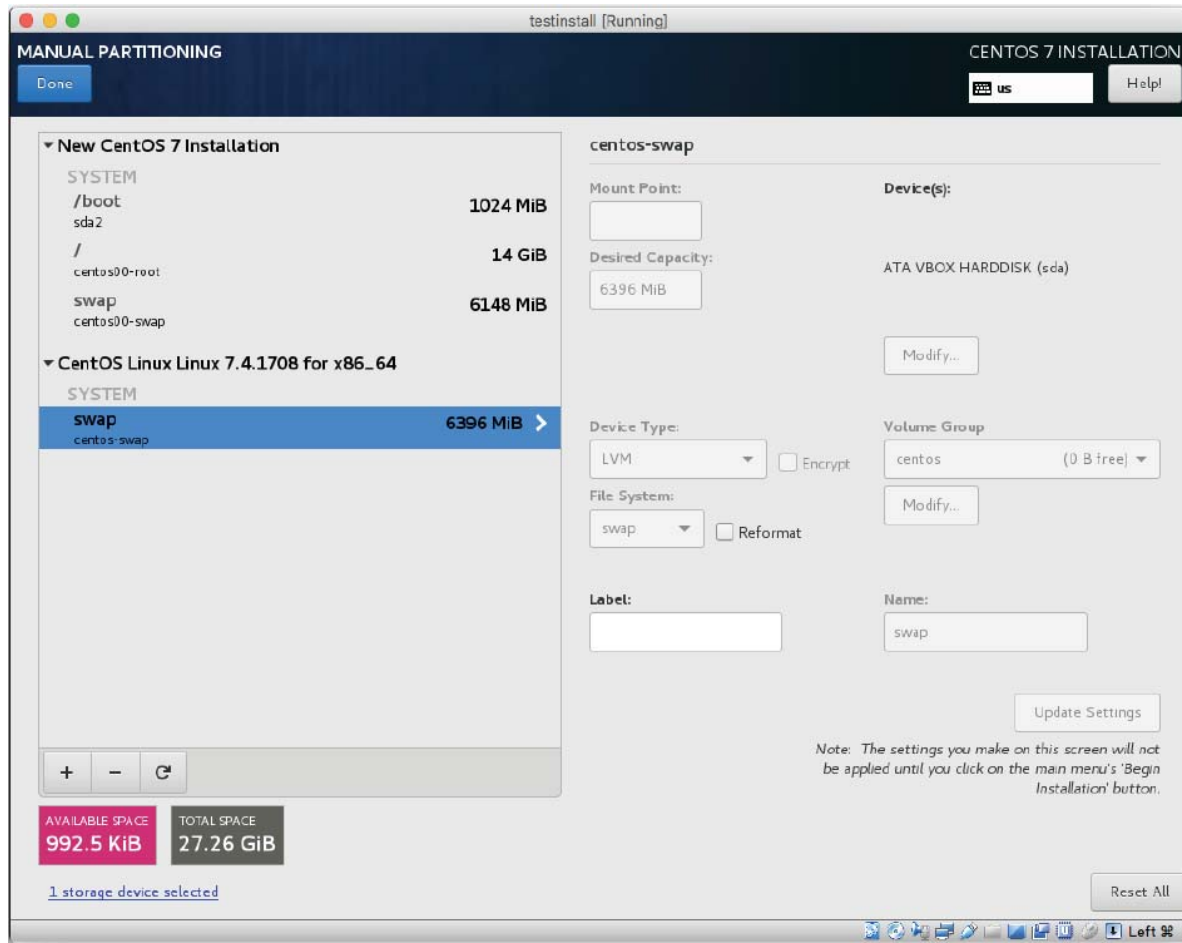 testinstall [Running]
MANUAL PARTITIONING
CENTOS 7 INSTALLATION
Done
us
Help!
New CentOS 7 Installation
SYSTEM
/boot
1024 MiB
sda2
/
14 GiB
centos00-root
swap
6148 MiB
centos00-swap
CentOS Linux Linux 7.4.1708 for x86_64
SYSTEM
swap
6396 MiB
centos-swap
+ −
AVAILABLE SPACE
992.5 KiB
TOTAL SPACE
27.26 GiB
1 storage device selected
centos-swap
Mount Point:
Device(s):
Desired Capacity:
6396 MiB
ATA VBOX HARDDISK (sda)
Modify...
Device Type:
Volume Group
LVM
Encrypt
centos (0 B free)
File System:
Modify...
swap
Reformat
Label:
Name:
swap
Update Settings
Note: The settings you make on this screen will not
be applied until you click on the main menu's 'Begin
Installation' button.
Reset All
Left ⌘